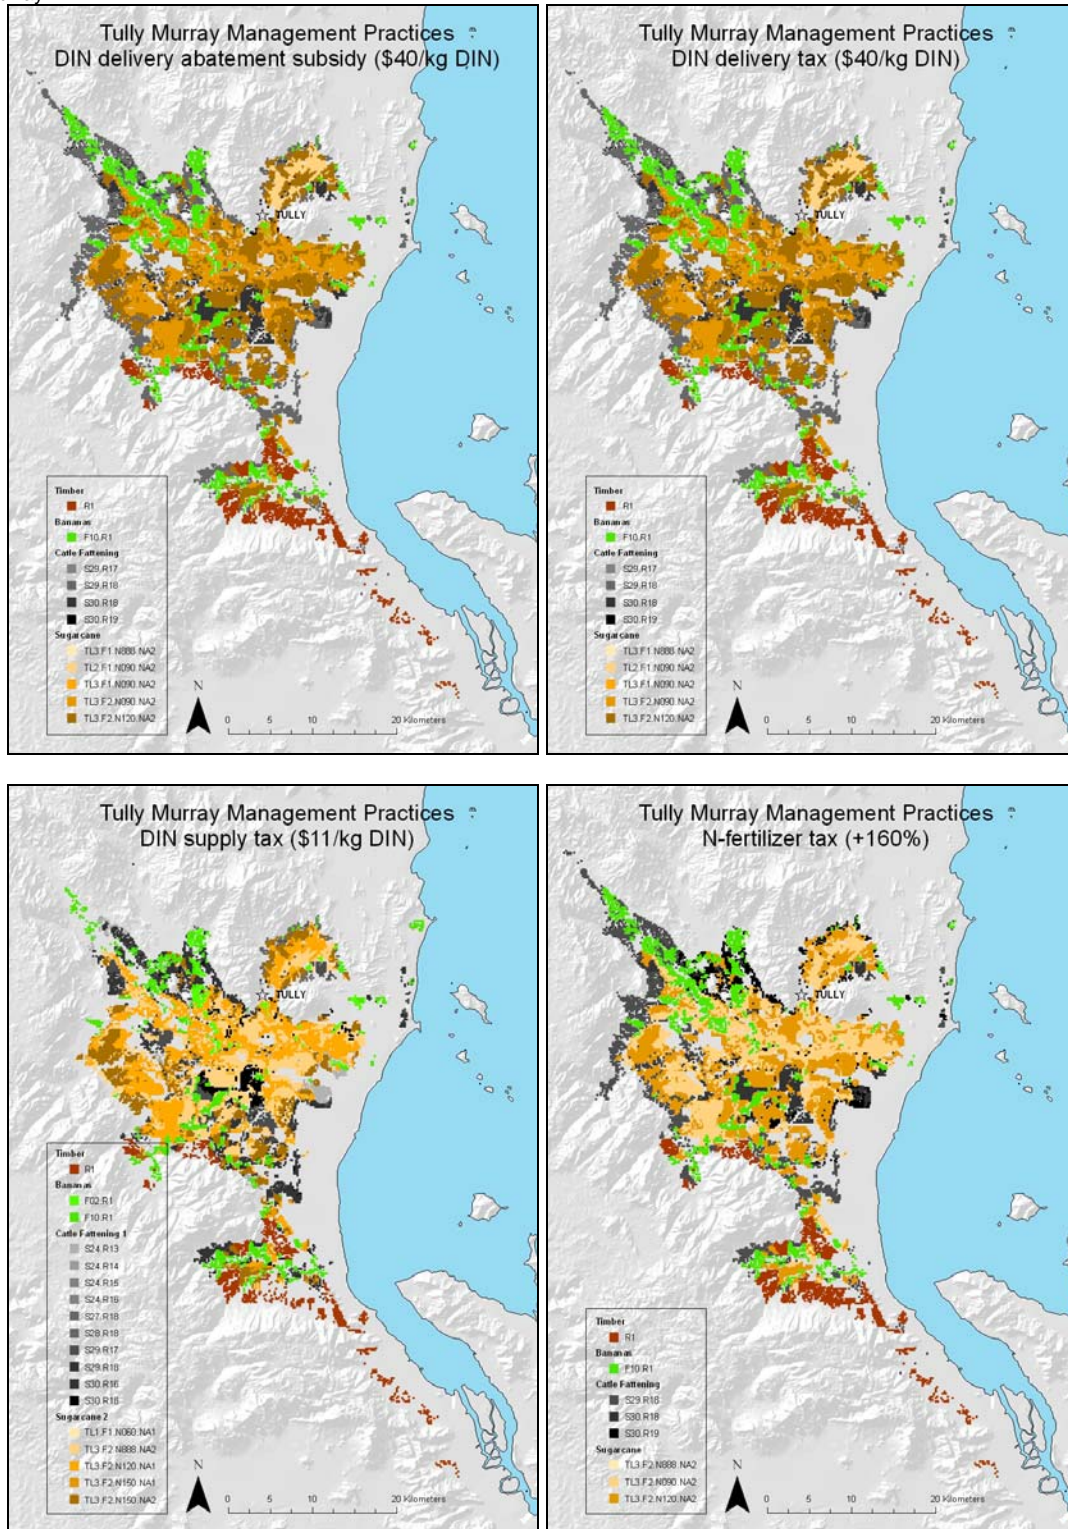 Tully Murray Management Practices
DIN delivery abatement subsidy ($40/kg DIN)
TULLY
Timber
R1
Bananas
F10.R1
Catle Fattening
S29.R17
S29.R18
S30.R18
S30.R19
Sugarcane
TL3.F1.N888.NA2
TL2.F1.N090.NA2
TL3.F1.N090.NA2
TL3.F2.N090.NA2
TL3.F2.N120.NA2
N
0 5 10 20 Kilometers
Tully Murray Management Practices
DIN delivery tax ($40/kg DIN)
TULLY
Timber
R1
Bananas
F10.R1
Catle Fattening
S29.R17
S29.R18
S30.R18
S30.R19
Sugarcane
TL3.F1.N888.NA2
TL2.F1.N090.NA2
TL3.F1.N090.NA2
TL3.F2.N090.NA2
TL3.F2.N120.NA2
N
0 5 10 20 Kilometers
Tully Murray Management Practices
DIN supply tax ($11/kg DIN)
TULLY
Timber
R1
Bananas
F02.R1
F10.R1
Catle Fattening 1
S24.R13
S24.R14
S24.R15
S24.R16
S27.R18
S28.R18
S29.R17
S29.R18
S30.R16
S30.R18
Sugarcane 2
TL1.F1.N060.NA1
TL3.F2.N888.NA2
TL3.F2.N120.NA1
TL3.F2.N150.NA1
TL3.F2.N150.NA2
N
0 5 10 20 Kilometers
Tully Murray Management Practices
N-fertilizer tax (+160%)
TULLY
Timber
R1
Bananas
F10.R1
Catle Fattening
S29.R18
S30.R18
S30.R19
Sugarcane
TL3.F2.N888.NA2
TL3.F2.N090.NA2
TL3.F2.N120.NA2
N
0 5 10 20 Kilometers